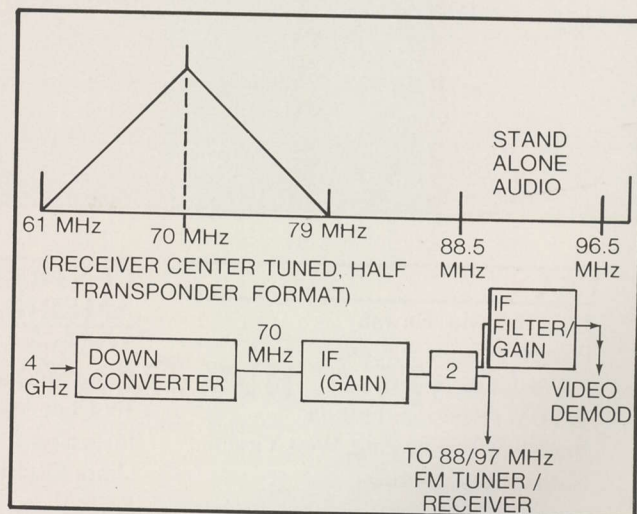 STAND
ALONE
AUDIO
61 MHz
70 MHz
79 MHz
88.5
MHz
96.5
MHz
(RECEIVER CENTER TUNED, HALF
TRANSPONDER FORMAT)
4
GHz
DOWN
CONVERTER
70
MHz
IF
(GAIN)
2
IF
FILTER/
GAIN
VIDEO
DEMOD
TO 88/97 MHz
FM TUNER /
RECEIVER